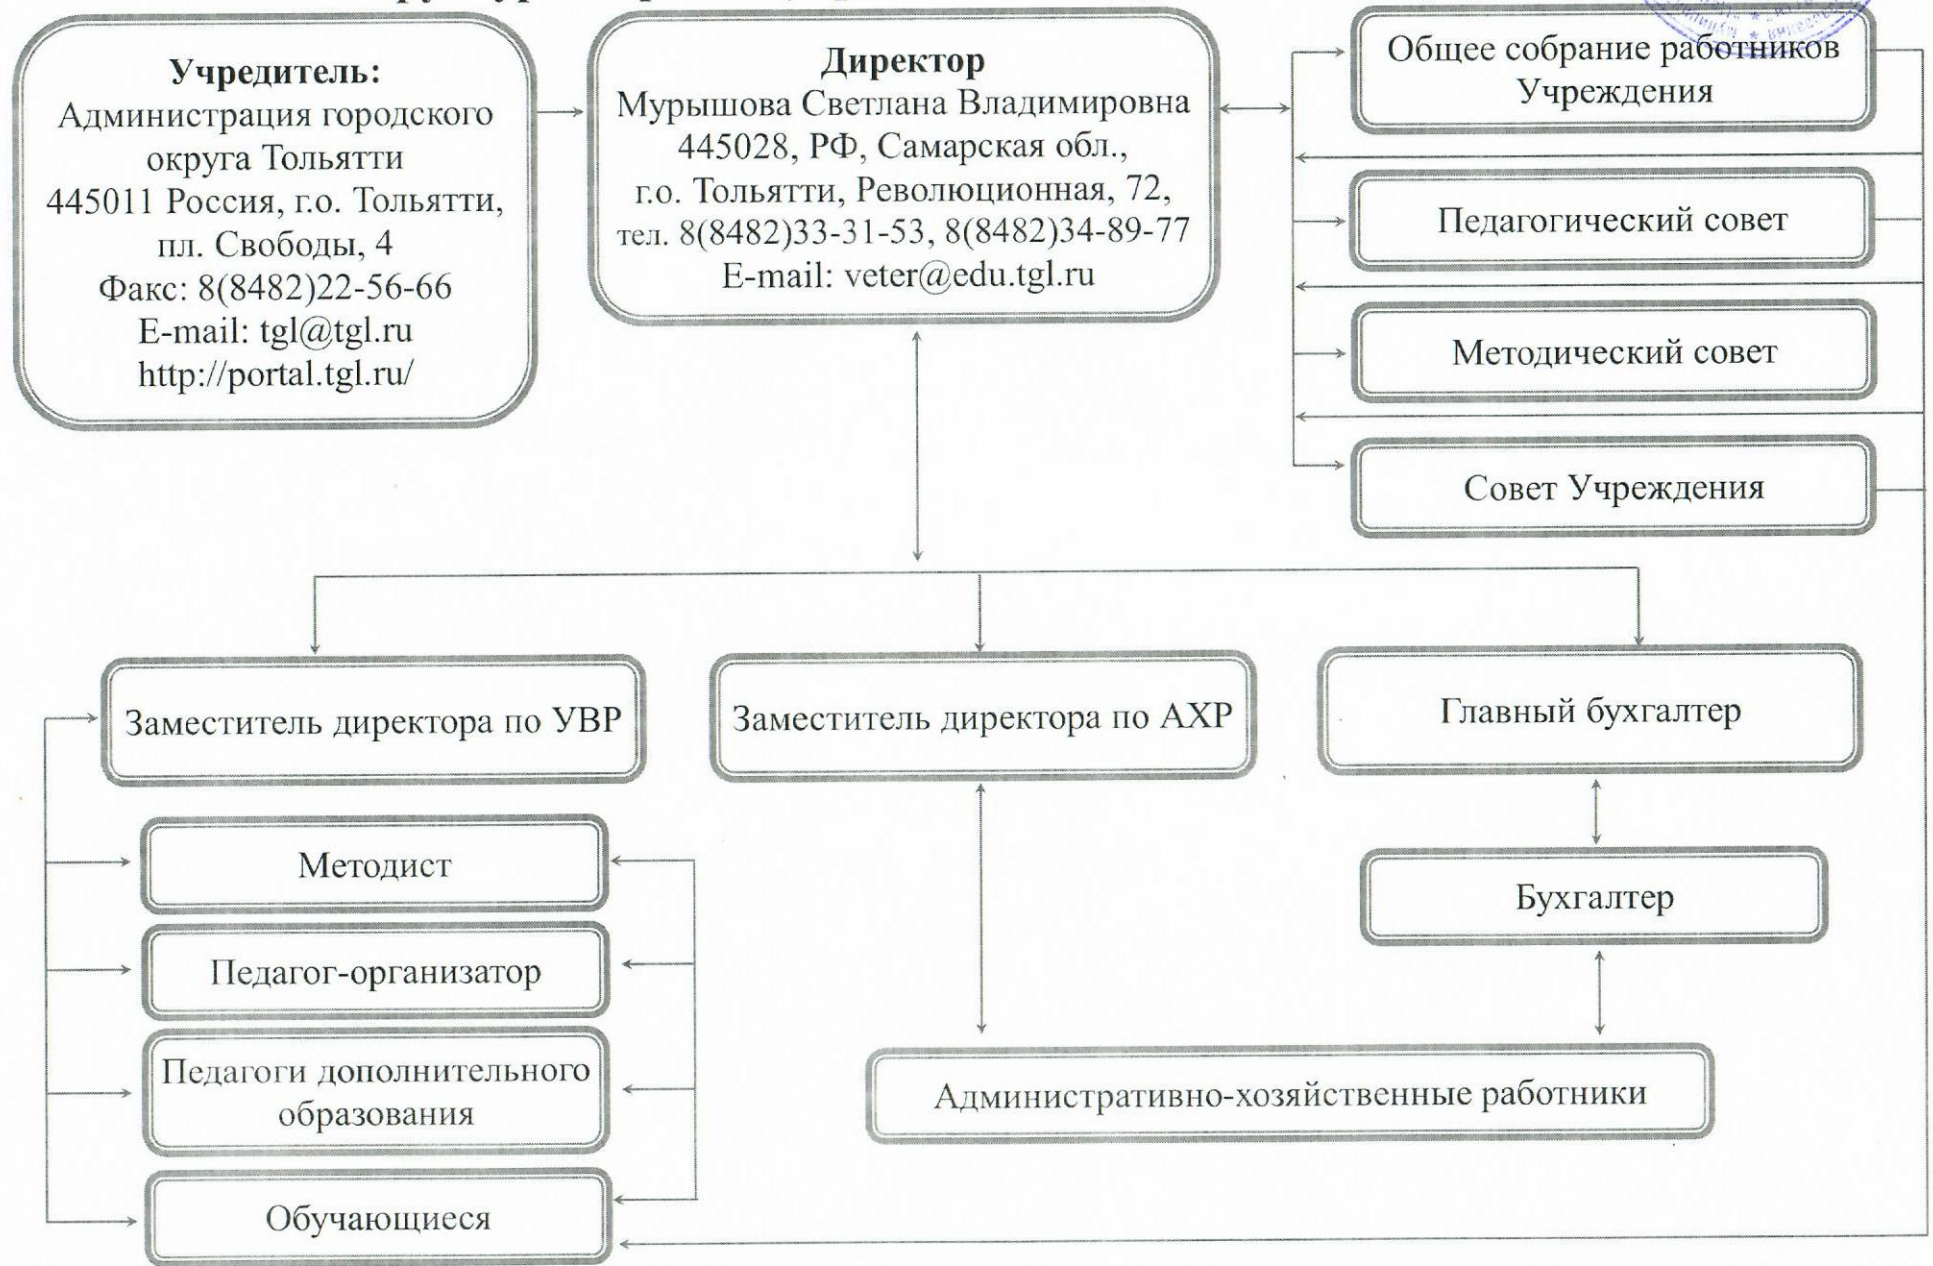 Учредитель:
Администрация городского
округа Тольятти
445011 Россия, г.о. Тольятти,
пл. Свободы, 4
Факс: 8(8482)22-56-66
E-mail: tgl@tgl.ru
http://portal.tgl.ru/
Директор
Мурышова Светлана Владимировна
445028, РФ, Самарская обл.,
г.о. Тольятти, Революционная, 72,
тел. 8(8482)33-31-53, 8(8482)34-89-77
E-mail: veter@edu.tgl.ru
Общее собрание работников
Учреждения
Педагогический совет
Методический совет
Совет Учреждения
Заместитель директора по УВР
Заместитель директора по АХР
Главный бухгалтер
Методист
Педагог-организатор
Педагоги дополнительного
образования
Обучающиеся
Бухгалтер
Административно-хозяйственные работники